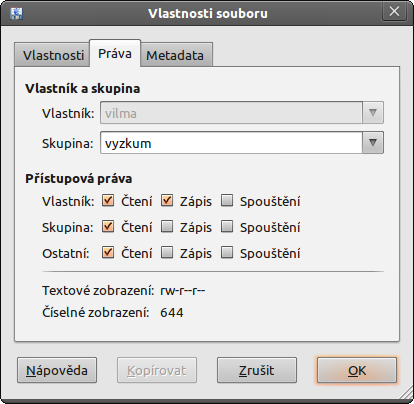 Vlastnosti souboru
Vlastnosti Práva Metadata
Vlastník a skupina
Vlastník: vilma
Skupina: vyzkum
Přístupová práva
Vlastník: Čtení Zápis Spouštění
Skupina: Čtení Zápis Spouštění
Ostatní: Čtení Zápis Spouštění
Textové zobrazení: rw-r--r--
Číselné zobrazení: 644
Nápověda Kopírovat Zrušit OK